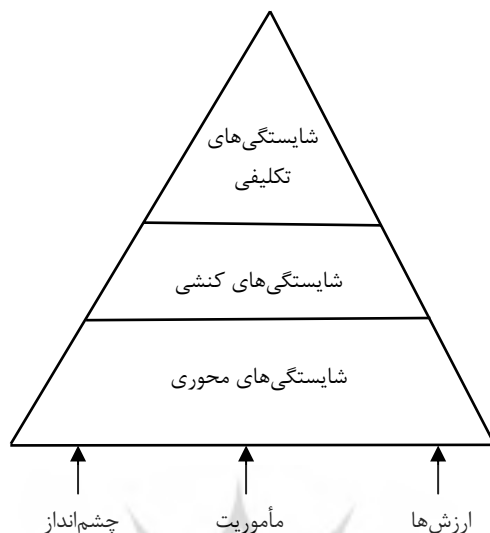 شایستگی‌های
تکلیفی
شایستگی‌های کنشی
شایستگی‌های محوری
ارزش‌ها
مأموریت
چشم‌انداز